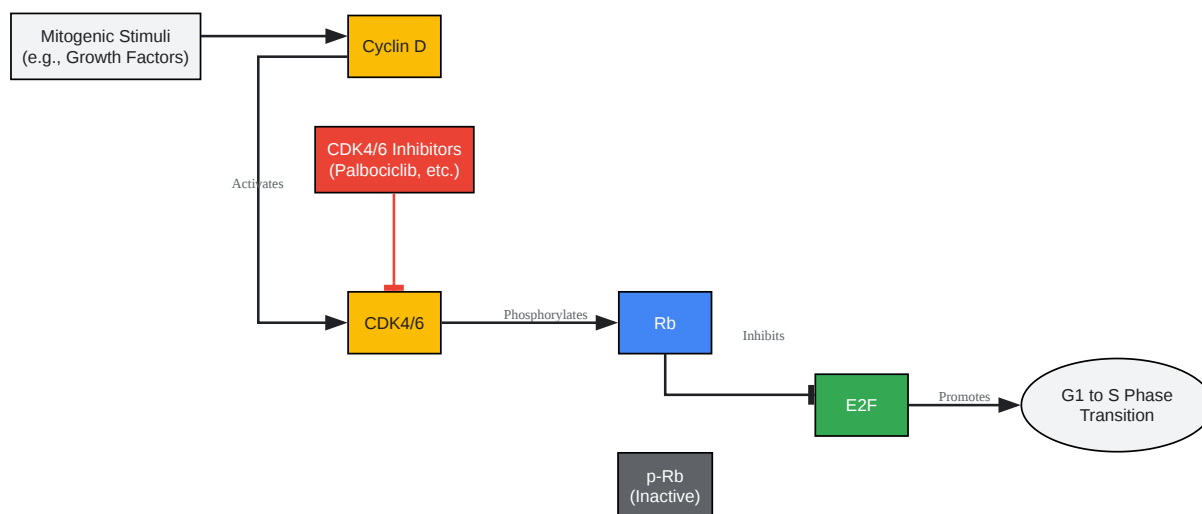 Mitogenic Stimuli
(e.g., Growth Factors)
Cyclin D
CDK4/6 Inhibitors
(Palbociclib, etc.)
Activates
CDK4/6
Phosphorylates
Rb
Inhibits
E2F
Promotes
G1 to S Phase
Transition
p-Rb
(Inactive)